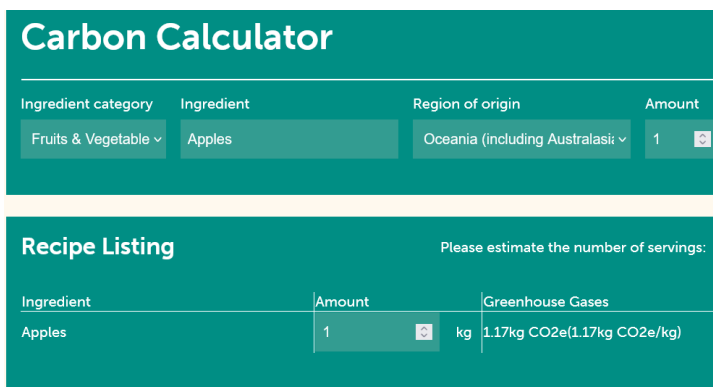 Carbon Calculator
Ingredient category Ingredient Region of origin Amount
Fruits & Vegetable Apples Oceania (including Australasia 1
Recipe Listing Please estimate the number of servings:
Ingredient Amount Greenhouse Gases
Apples 1 kg 1.17kg CO2e(1.17kg CO2e/kg)